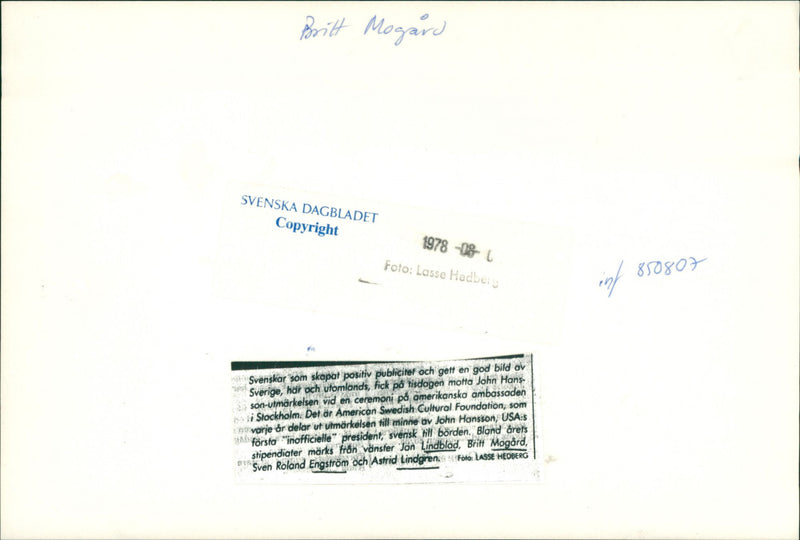 Britt Mogård
SVENSKA DAGBLADET
Copyright
1978 -08-
Foto: Lasse Hedberg
inf 850807
Svenskar som skapat positiv publicitet och gett en god bild av
Sverige, här och utomlands, fick på tisdagen motta John Hans-
son-utmärkelsen vid en ceremoni på amerikanska ambassaden
i Stockholm. Det är American Swedish Cultural Foundation, som
varje år delar ut utmärkelsen till minne av John Hansson, USA:s
första "inofficielle" president, svensk till börden. Bland årets
stipendiater märks från vänster Jan Lindblad, Britt Mogård,
Sven Roland Engström och Astrid Lindgren. Foto: LASSE HEDBERG